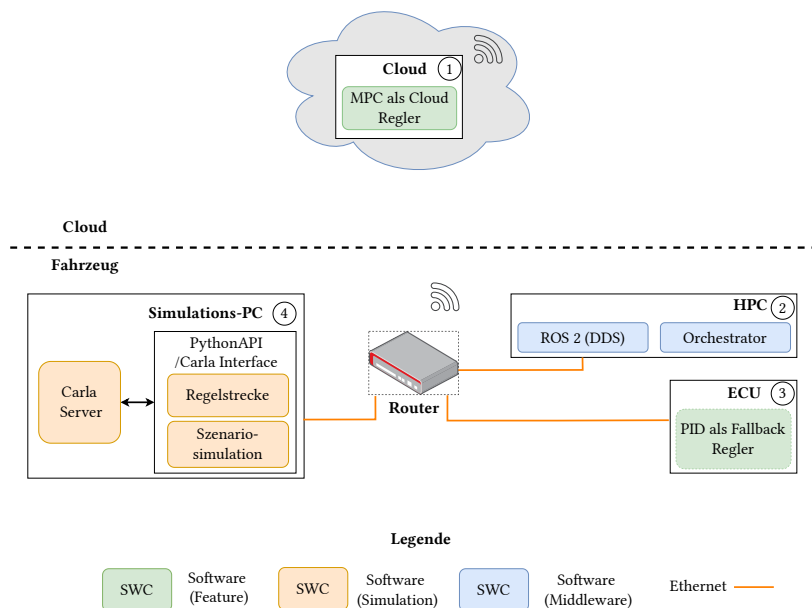 Cloud
1
MPC als Cloud
Regler
Cloud
Fahrzeug
Simulations-PC
4
PythonAPI
/Carla Interface
Carla
Server
Regelstrecke
Szenario-
simulation
Router
HPC
2
ROS 2 (DDS)
Orchestrator
ECU
3
PID als Fallback
Regler
Legende
SWC
Software
(Feature)
SWC
Software
(Simulation)
SWC
Software
(Middleware)
Ethernet